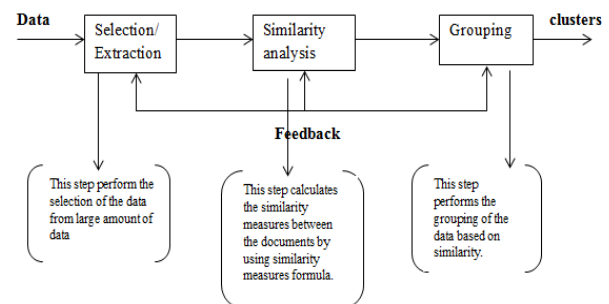 Data
Selection/
Extraction
Similarity
analysis
Grouping
clusters
Feedback
This step perform the
selection of the data
from large amount of
data
This step calculates
the similarity
measures between
the documents by
using similarity
measures formula.
This step
performs the
grouping of the
data based on
similarity.